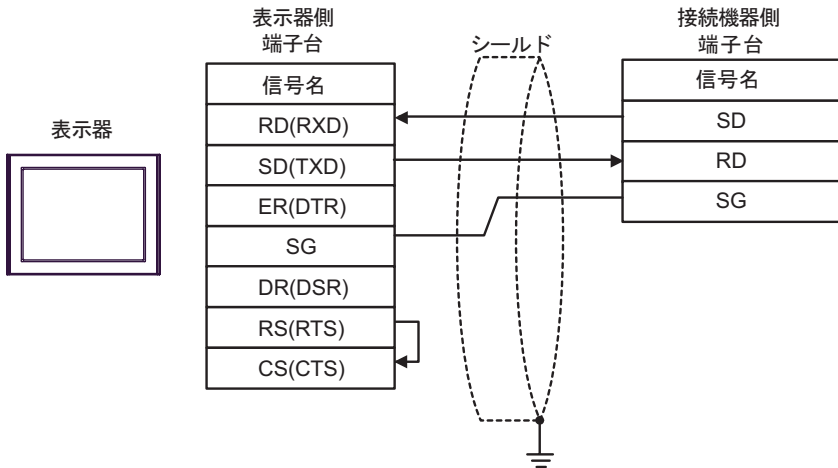 表示器側
端子台
接続機器側
端子台
シールド
表示器
信号名
RD(RXD)
SD(TXD)
ER(DTR)
SG
DR(DSR)
RS(RTS)
CS(CTS)
信号名
SD
RD
SG